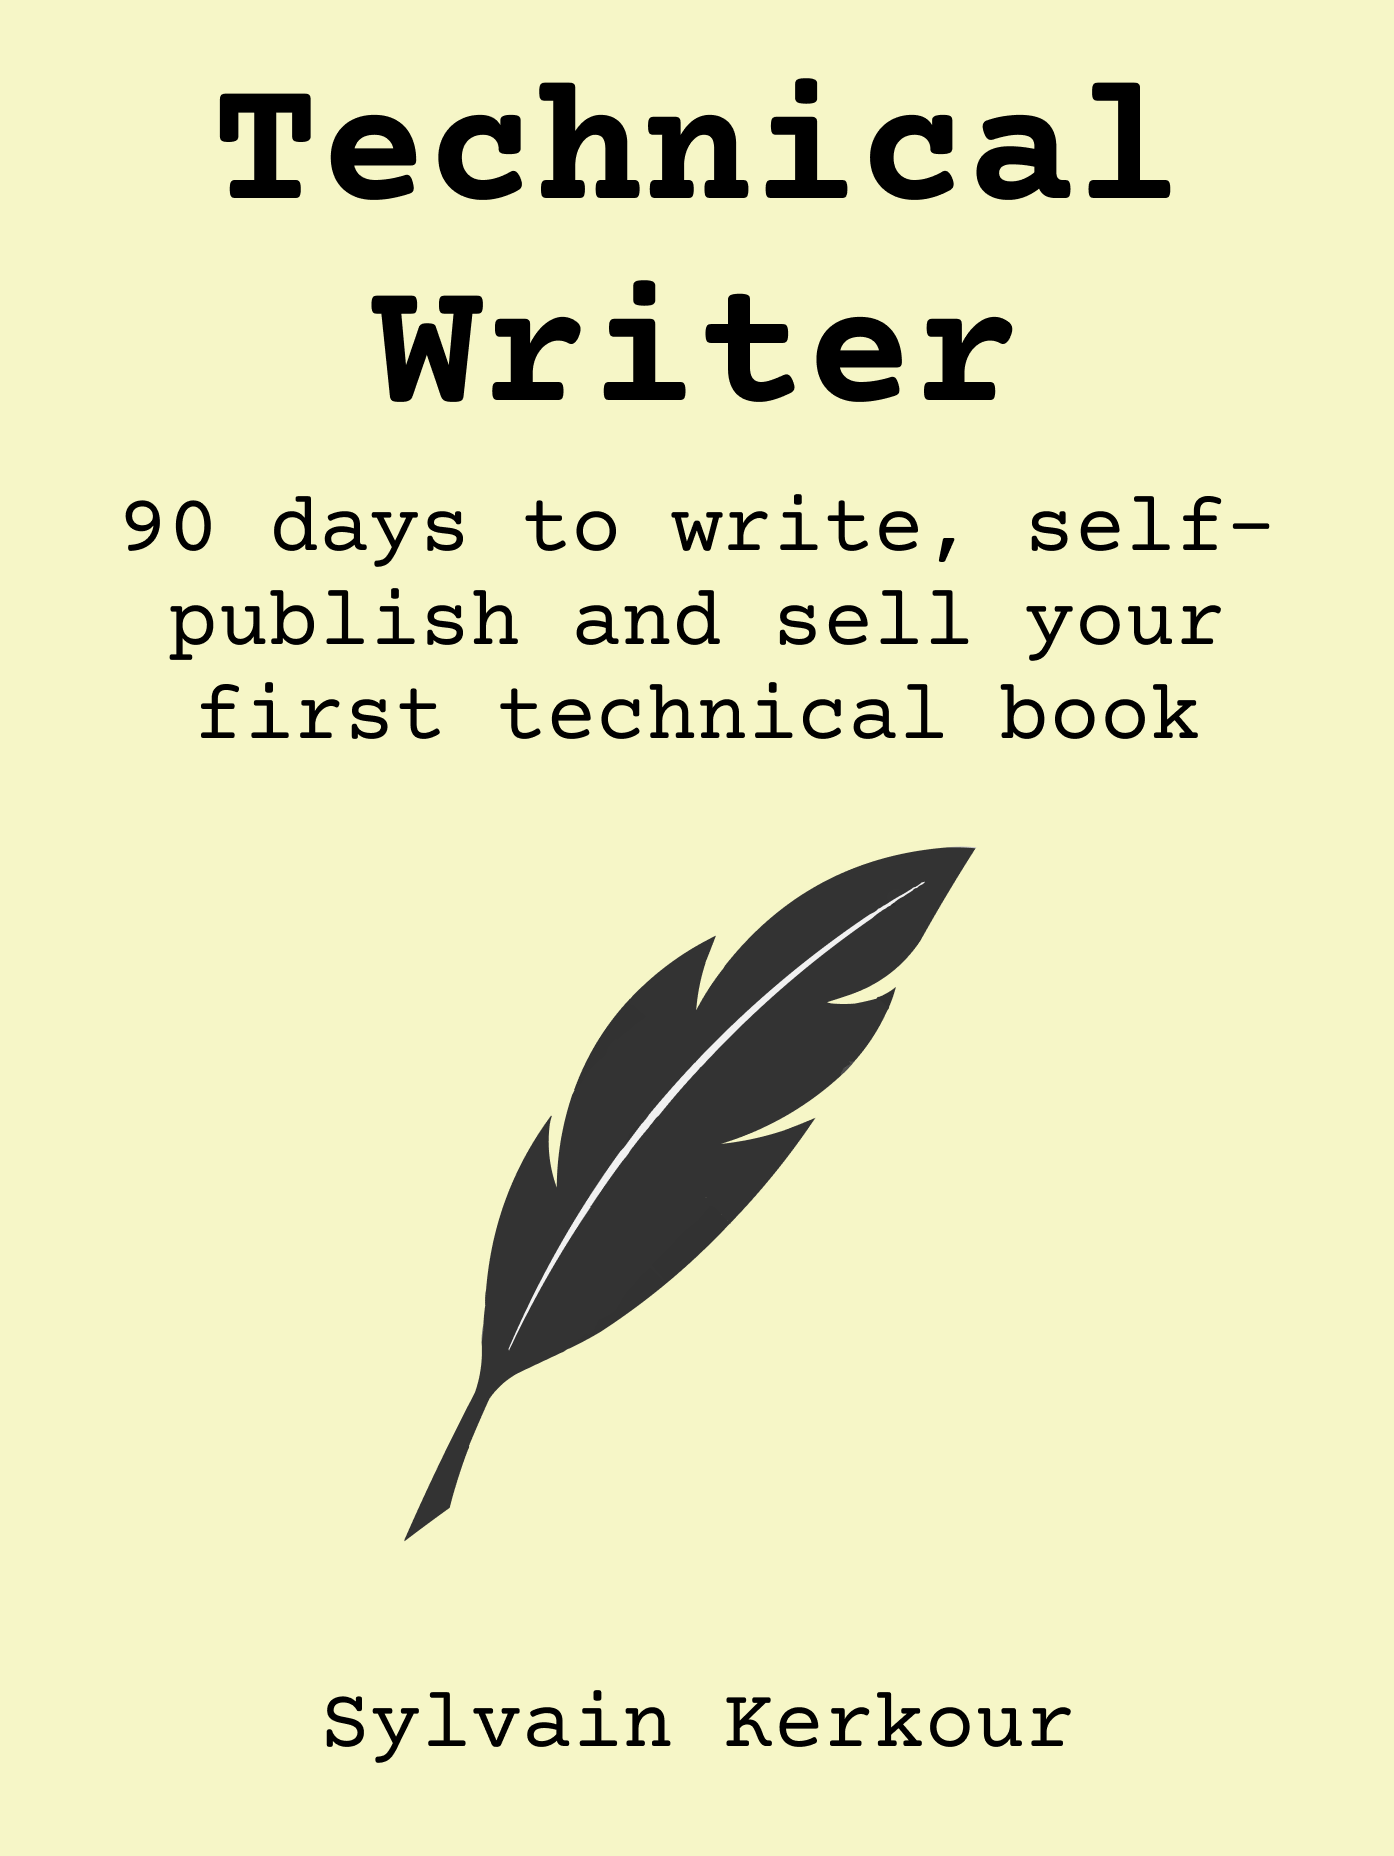 Technical
Writer
90 days to write, self-
publish and sell your
first technical book
Sylvain Kerkour